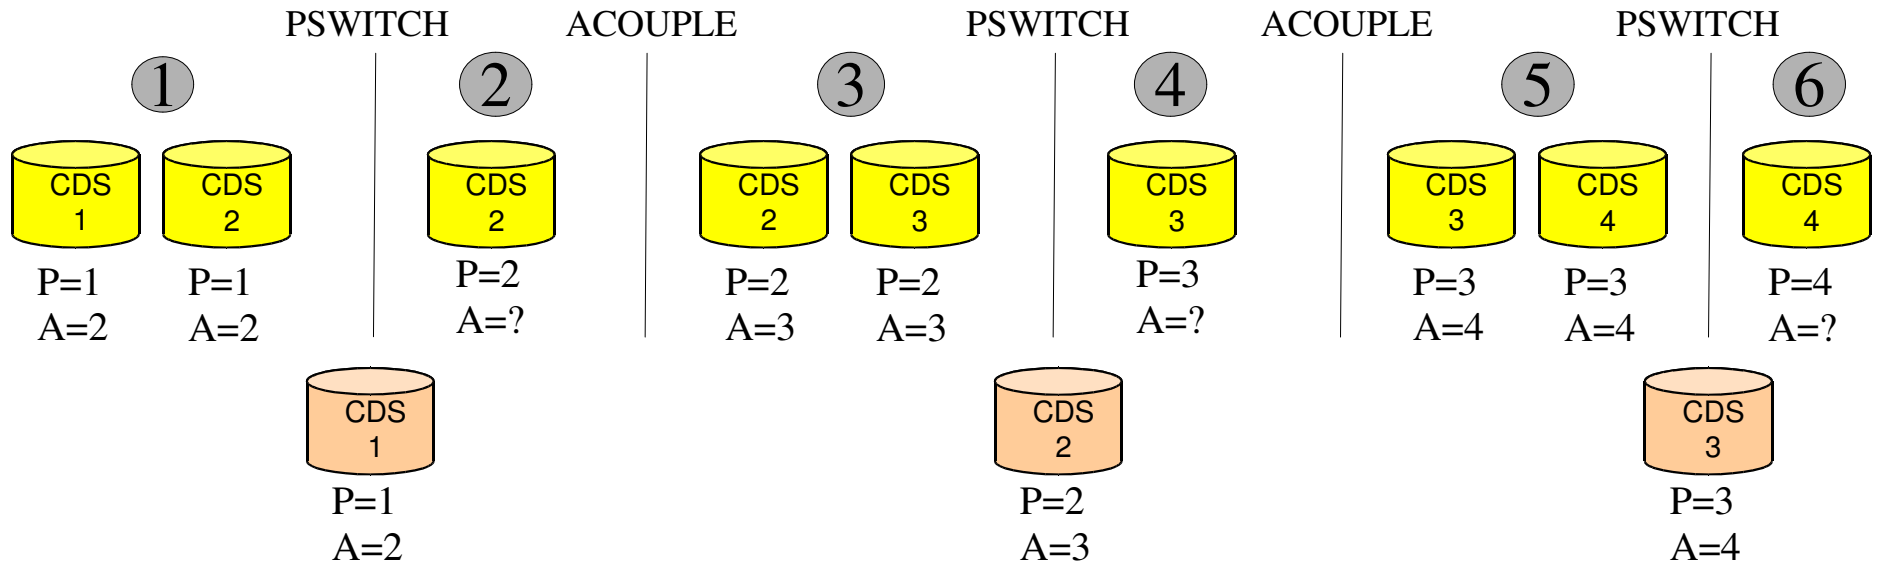 PSWITCH ACOUPLE PSWITCH ACOUPLE PSWITCH
1 2 3 4 5 6
CDS CDS CDS CDS CDS CDS CDS CDS CDS
1 2 2 2 3 3 3 4 4
P=1 P=1 P=2 P=2 P=2 P=3 P=3 P=3 P=4
A=2 A=2 A=? A=3 A=3 A=? A=4 A=4 A=?
CDS CDS CDS
1 2 3
P=1 P=2 P=3
A=2 A=3 A=4